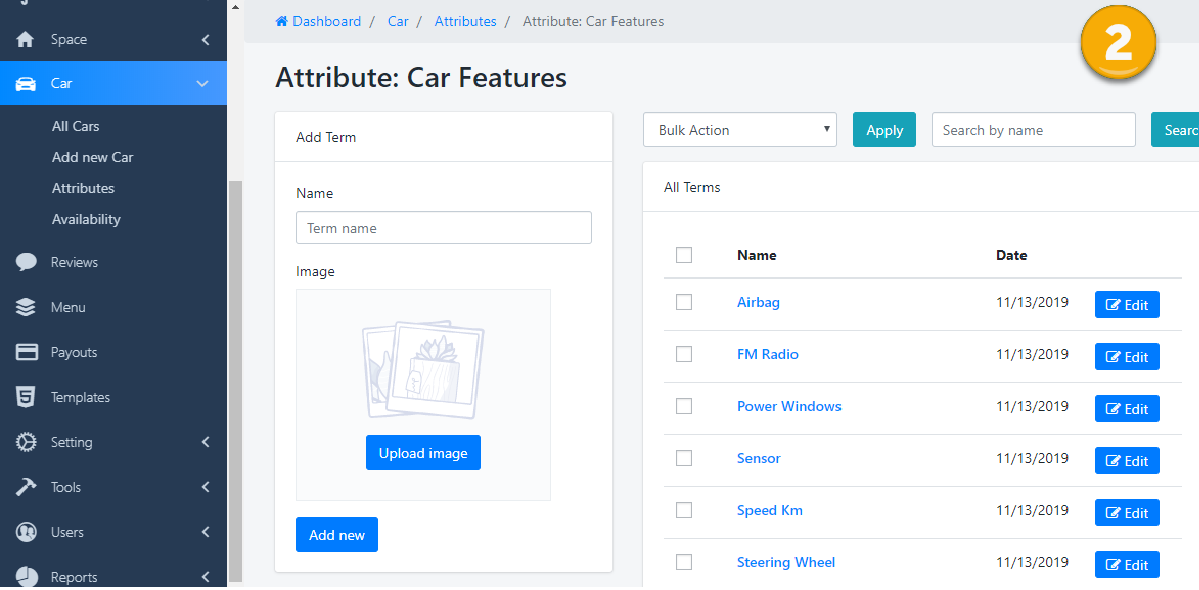 Space
Car
All Cars
Add new Car
Attributes
Availability
Reviews
Menu
Payouts
Templates
Setting
Tools
Users
Reports
Dashboard / Car / Attributes / Attribute: Car Features
2
Attribute: Car Features
Add Term
Name
Term name
Image
Upload image
Add new
Bulk Action
Apply
Search by name
Searc
All Terms
Name Date
Airbag 11/13/2019 Edit
FM Radio 11/13/2019 Edit
Power Windows 11/13/2019 Edit
Sensor 11/13/2019 Edit
Speed Km 11/13/2019 Edit
Steering Wheel 11/13/2019 Edit